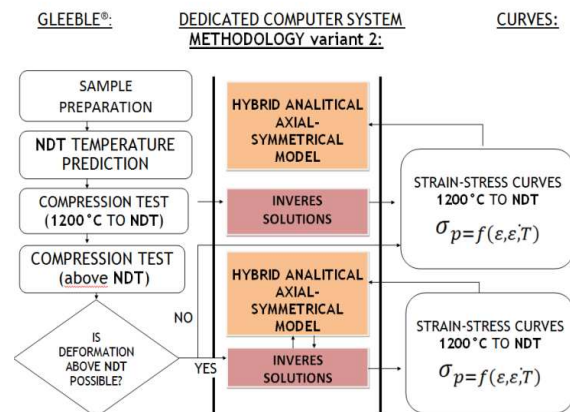 GLEEBLE®:
DEDICATED COMPUTER SYSTEM
METHODOLOGY variant 2:
CURVES:
SAMPLE
PREPARATION
NDT TEMPERATURE
PREDICTION
COMPRESSION TEST
(1200°C TO NDT)
COMPRESSION TEST
(above NDT)
IS
DEFORMATION
ABOVE NDT
POSSIBLE?
NO
YES
HYBRID ANALITICAL
AXIAL-
SYMMETRICAL
MODEL
INVERES
SOLUTIONS
HYBRID ANALITICAL
AXIAL-
SYMMETRICAL
MODEL
INVERES
SOLUTIONS
STRAIN-STRESS CURVES
1200°C TO NDT
σp=f(ε,ε̇,T)
STRAIN-STRESS CURVES
1200°C TO NDT
σp=f(ε,ε̇,T)